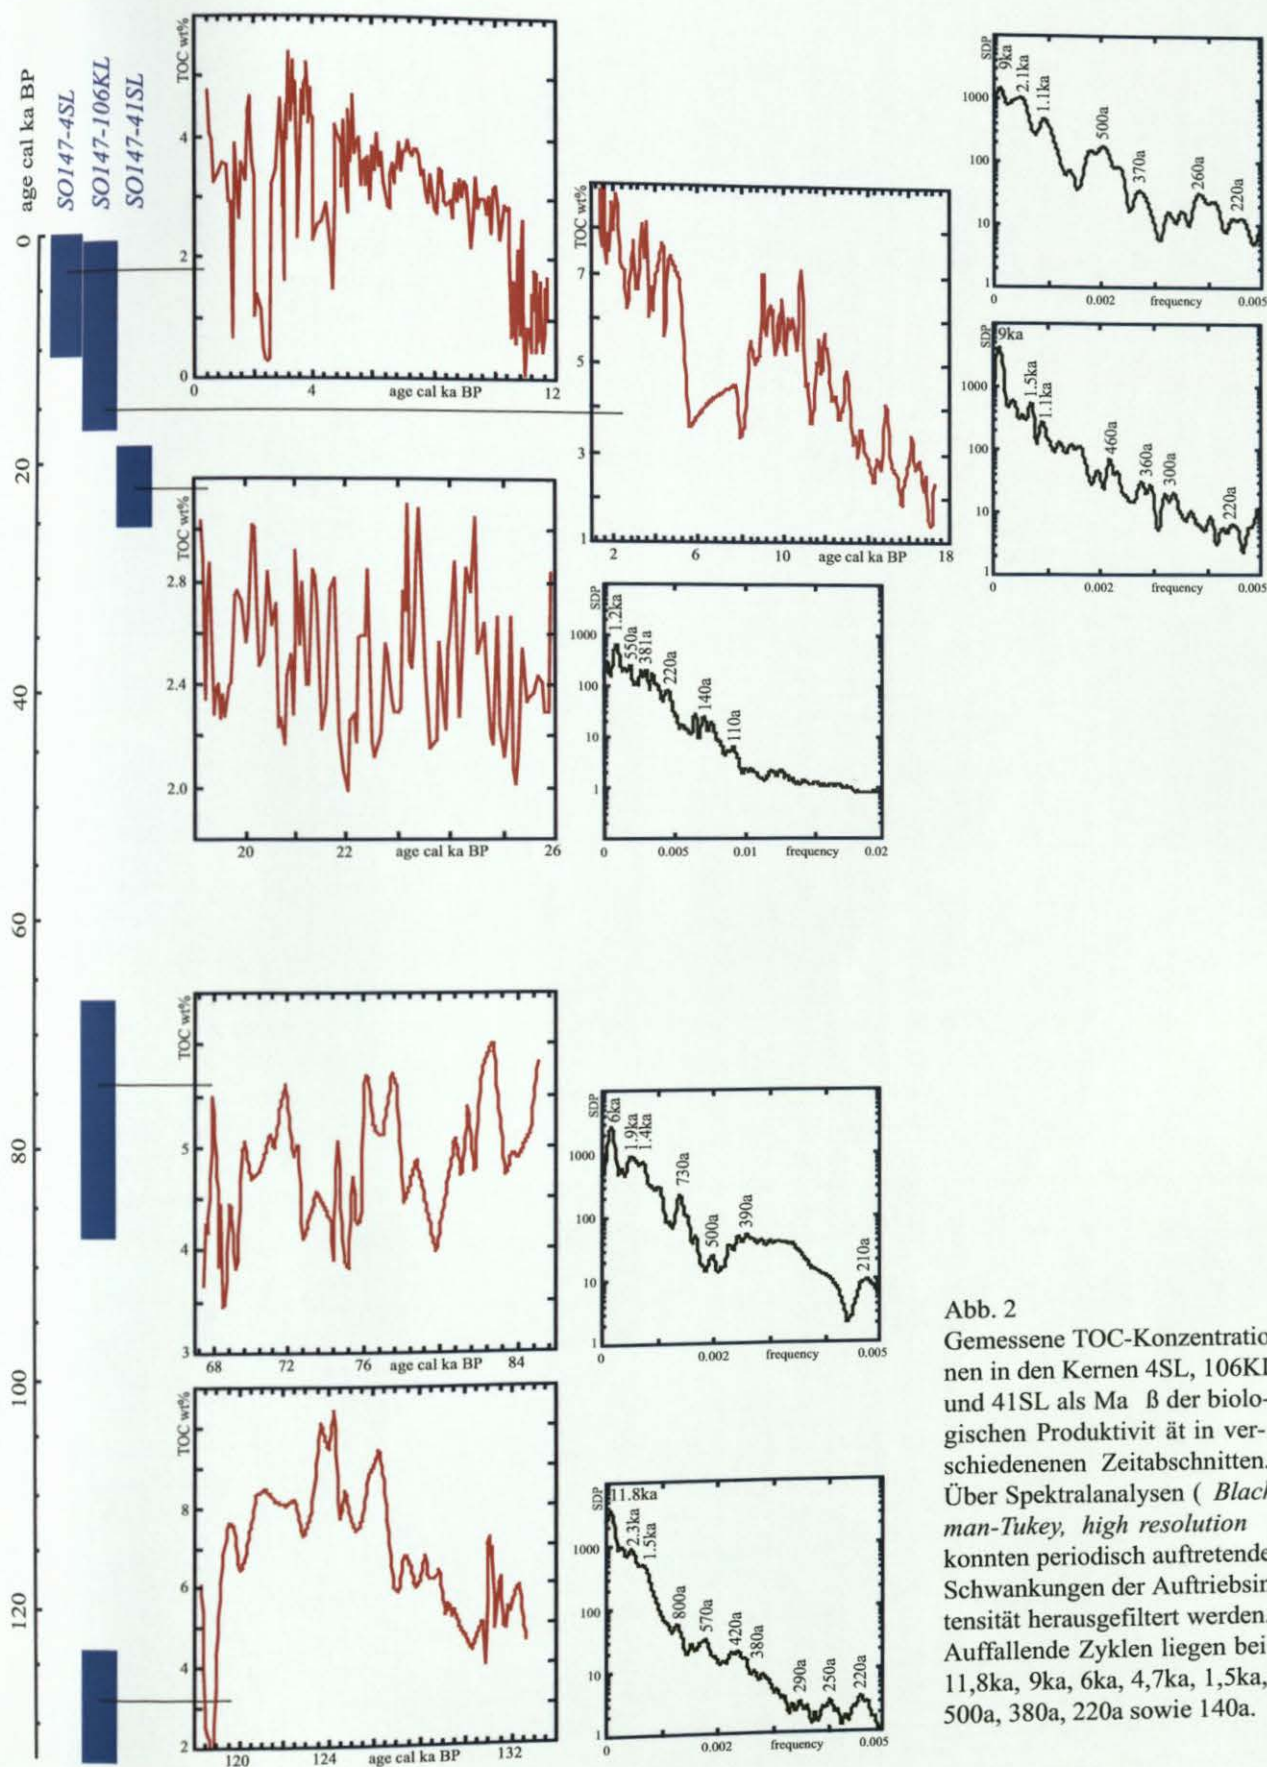 age cal ka BP
SO147-4SL
SO147-106KL
SO147-41SL
0
20
40
60
80
100
120
TOC wt%
4
2
0
0
4
age cal ka BP
12
TOC wt%
7
5
3
1
2
6
10
age cal ka BP
18
SDP
9ka
2.1ka
1.1ka
500a
370a
260a
220a
1000
100
10
1
0
0.002
frequency
0.005
SDP
9ka
1.5ka
1.1ka
460a
360a
300a
220a
1000
100
10
1
0
0.002
frequency
0.005
TOC wt%
2.8
2.4
2.0
20
22
age cal ka BP
26
SDP
1.2ka
550a
381a
220a
140a
110a
1000
100
10
1
0
0.005
0.01
frequency
0.02
TOC wt%
5
4
3
68
72
76
age cal ka BP
84
SDP
6ka
1.9ka
1.4ka
730a
500a
390a
210a
1000
100
10
1
0
0.002
frequency
0.005
TOC wt%
8
6
4
2
120
124
age cal ka BP
132
SDP
11.8ka
2.3ka
1.5ka
800a
570a
420a
380a
290a
250a
220a
1000
100
10
1
0
0.002
frequency
0.005
Abb. 2
Gemessene TOC-Konzentratio
nen in den Kernen 4SL, 106KL
und 41SL als Ma ß der biolo-
gischen Produktivit ät in ver-
schiedenenen Zeitabschnitten.
Über Spektralanalysen ( Black
man-Tukey, high resolution
konnten periodisch auftretende
Schwankungen der Auftriebsin
tensität herausgefiltert werden.
Auffallende Zyklen liegen bei
11,8ka, 9ka, 6ka, 4,7ka, 1,5ka,
500a, 380a, 220a sowie 140a.